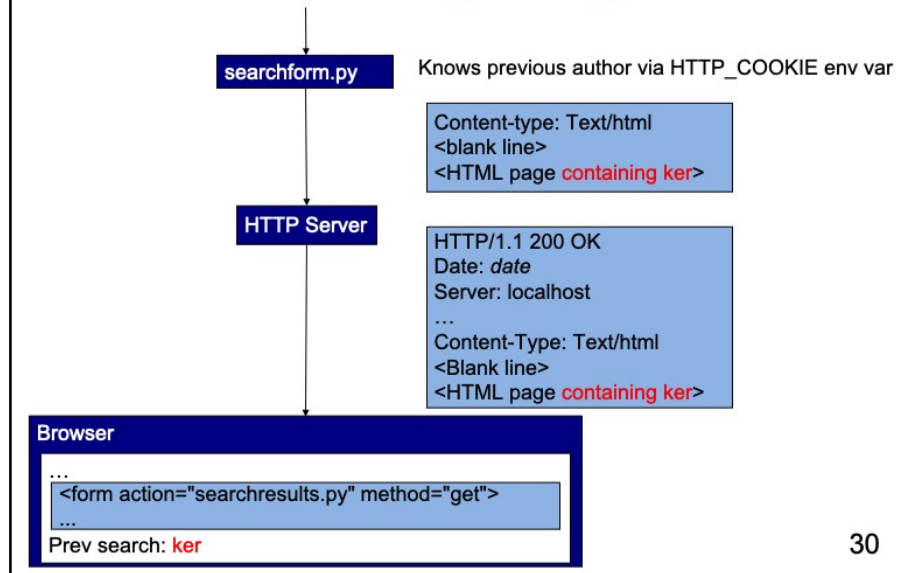 searchform.py
Knows previous author via HTTP_COOKIE env var
Content-type: Text/html
<blank line>
<HTML page containing ker>
HTTP Server
HTTP/1.1 200 OK
Date: date
Server: localhost
…
Content-Type: Text/html
<Blank line>
<HTML page containing ker>
Browser
…
<form action="searchresults.py" method="get">
...
Prev search: ker
30